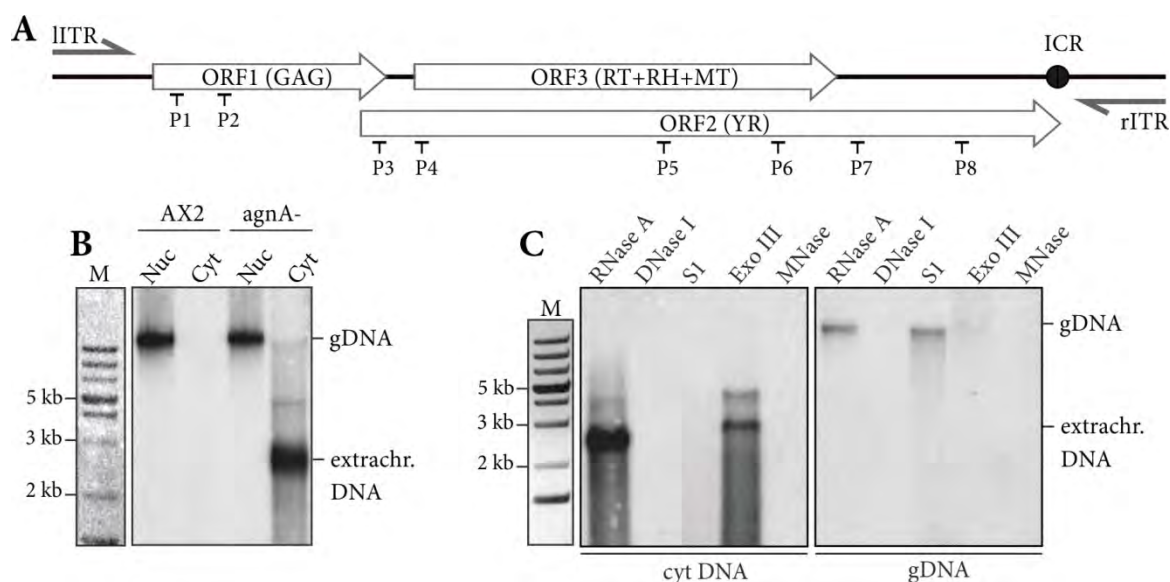 A
lITR
ICR
ORF1 (GAG)
ORF3 (RT+RH+MT)
P1 P2
ORF2 (YR)
rITR
P3 P4 P5 P6 P7 P8
B
AX2 agnA-
M Nuc Cyt Nuc Cyt
gDNA
5 kb
3 kb
extrachr.
DNA
2 kb
C
RNase A DNase I S1 Exo III MNase RNase A DNase I S1 Exo III MNase
M
gDNA
5 kb
3 kb
extrachr.
DNA
2 kb
cyt DNA gDNA